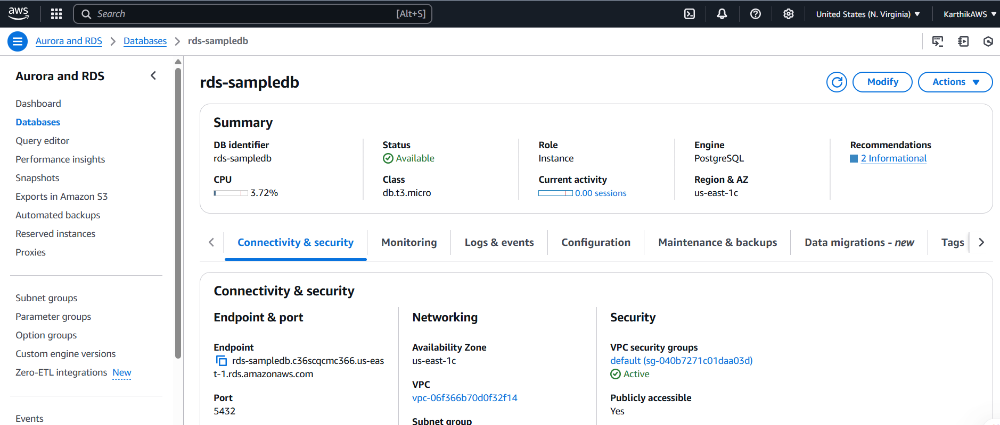 aws
Search
[Alt+S]
United States (N. Virginia)
KarthikAWS
Aurora and RDS
Databases
rds-sampledb
Aurora and RDS
Dashboard
Databases
Query editor
Performance insights
Snapshots
Exports in Amazon S3
Automated backups
Reserved instances
Proxies
Subnet groups
Parameter groups
Option groups
Custom engine versions
Zero-ETL integrations New
Events
rds-sampledb
Modify
Actions
Summary
DB identifier
rds-sampledb
CPU
3.72%
Status
Available
Class
db.t3.micro
Role
Instance
Current activity
0.00 sessions
Engine
PostgreSQL
Region & AZ
us-east-1c
Recommendations
2 Informational
Connectivity & security
Monitoring
Logs & events
Configuration
Maintenance & backups
Data migrations - new
Tags
Connectivity & security
Endpoint & port
Endpoint
rds-sampledb.c36scqcmc366.us-eas
t-1.rds.amazonaws.com
Port
5432
Networking
Availability Zone
us-east-1c
VPC
vpc-06f366b70d0f32f14
Subnet group
Security
VPC security groups
default (sg-040b7271c01daa03d)
Active
Publicly accessible
Yes